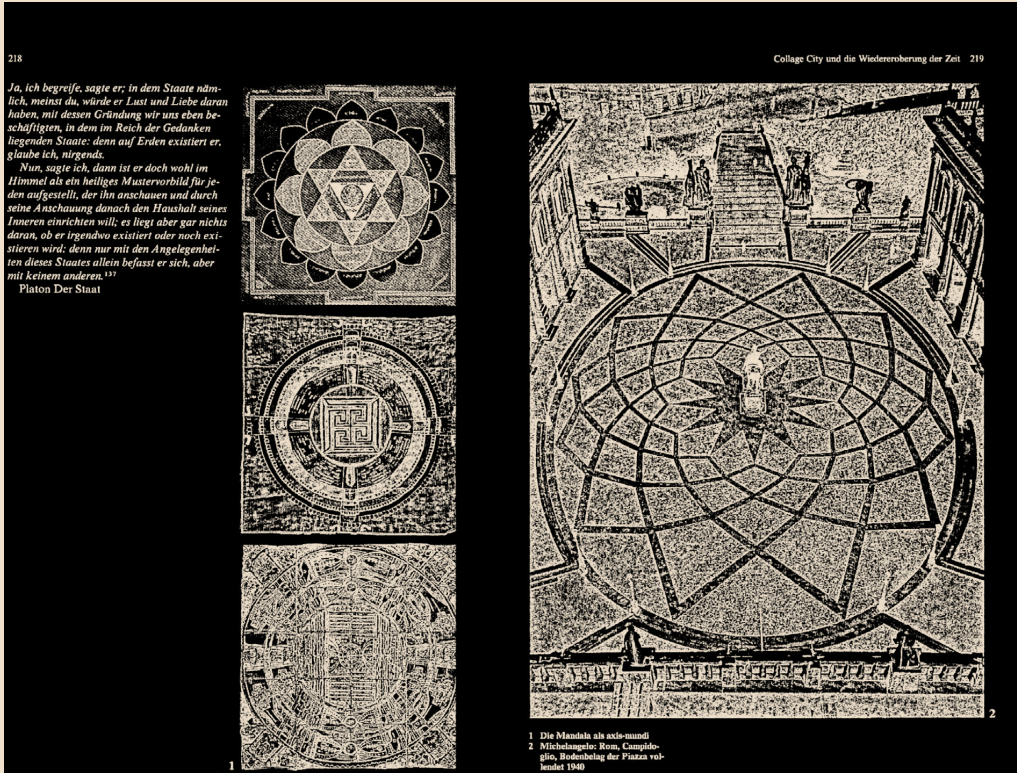 218
Collage City und die Wiedereroberung der Zeit 219
Ja, ich begreife, sagte er; in dem Staate näm-
lich, meinst du, würde er Lust und Liebe daran
haben, mit dessen Gründung wir uns eben be-
schäftigten, in dem im Reich der Gedanken
liegenden Staate: denn auf Erden existiert er,
glaube ich, nirgends.
Nun, sagte ich, dann ist er doch wohl im
Himmel als ein heiliges Mustervorbild für je-
den aufgestellt, der ihn anschauen und durch
seine Anschauung danach den Haushalt seines
Inneren einrichten will; es liegt aber gar nichts
daran, ob er irgendwo existiert oder noch exi-
stieren wird: denn nur mit den Angelegenhei-
ten dieses Staates allein befasst er sich, aber
mit keinem anderen.¹³⁷
Platon Der Staat
1
2
1 Die Mandala als axis-mundi
2 Michelangelo: Rom, Campido-
glio, Bodenbelag der Piazza vol-
lendet 1940